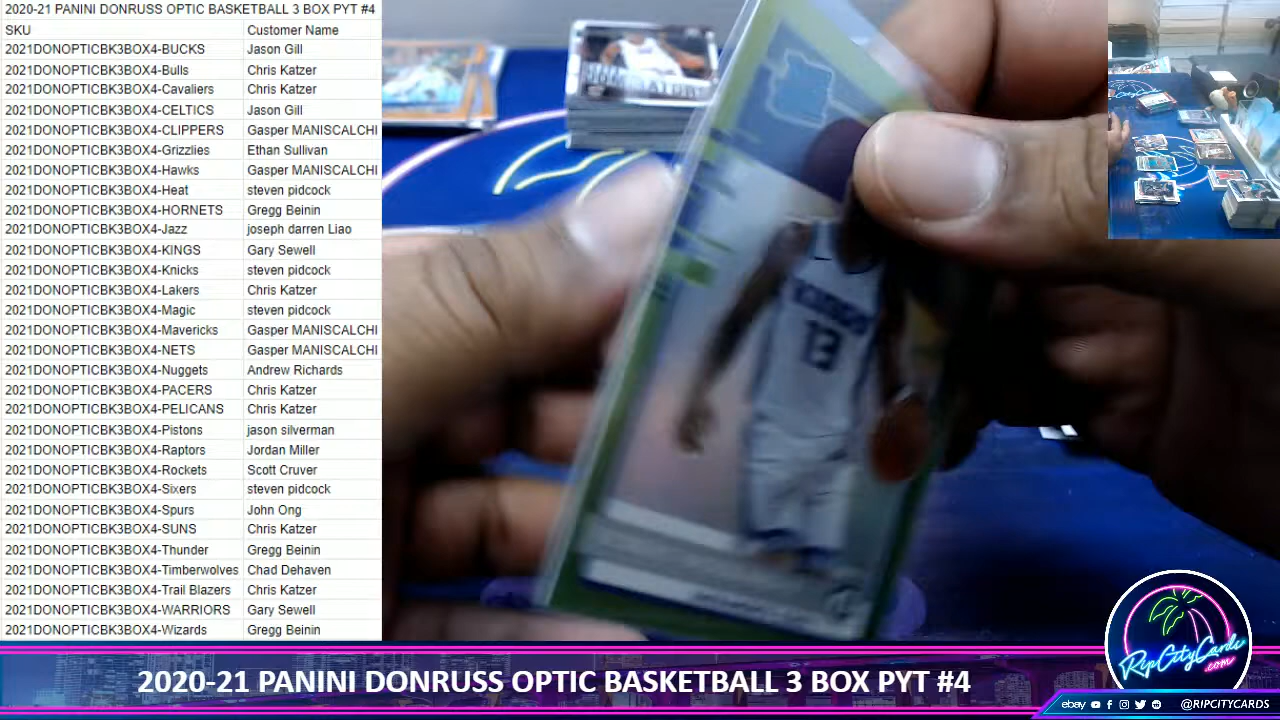 2020-21 PANINI DONRUSS OPTIC BASKETBALL 3 BOX PYT #4
SKU Customer Name
2021DONOPTICBK3BOX4-BUCKS Jason Gill
2021DONOPTICBK3BOX4-Bulls Chris Katzer
2021DONOPTICBK3BOX4-Cavaliers Chris Katzer
2021DONOPTICBK3BOX4-CELTICS Jason Gill
2021DONOPTICBK3BOX4-CLIPPERS Gasper MANISCALCHI
2021DONOPTICBK3BOX4-Grizzlies Ethan Sullivan
2021DONOPTICBK3BOX4-Hawks Gasper MANISCALCHI
2021DONOPTICBK3BOX4-Heat steven pidcock
2021DONOPTICBK3BOX4-HORNETS Gregg Beinin
2021DONOPTICBK3BOX4-Jazz joseph darren Liao
2021DONOPTICBK3BOX4-KINGS Gary Sewell
2021DONOPTICBK3BOX4-Knicks steven pidcock
2021DONOPTICBK3BOX4-Lakers Chris Katzer
2021DONOPTICBK3BOX4-Magic steven pidcock
2021DONOPTICBK3BOX4-Mavericks Gasper MANISCALCHI
2021DONOPTICBK3BOX4-NETS Gasper MANISCALCHI
2021DONOPTICBK3BOX4-Nuggets Andrew Richards
2021DONOPTICBK3BOX4-PACERS Chris Katzer
2021DONOPTICBK3BOX4-PELICANS Chris Katzer
2021DONOPTICBK3BOX4-Pistons jason silverman
2021DONOPTICBK3BOX4-Raptors Jordan Miller
2021DONOPTICBK3BOX4-Rockets Scott Cruver
2021DONOPTICBK3BOX4-Sixers steven pidcock
2021DONOPTICBK3BOX4-Spurs John Ong
2021DONOPTICBK3BOX4-SUNS Chris Katzer
2021DONOPTICBK3BOX4-Thunder Gregg Beinin
2021DONOPTICBK3BOX4-Timberwolves Chad Dehaven
2021DONOPTICBK3BOX4-Trail Blazers Chris Katzer
2021DONOPTICBK3BOX4-WARRIORS Gary Sewell
2021DONOPTICBK3BOX4-Wizards Gregg Beinin
KINGS
13
2020-21 PANINI DONRUSS OPTIC BASKETBALL 3 BOX PYT #4
RipCityCards
.com
ebay @RIPCITYCARDS